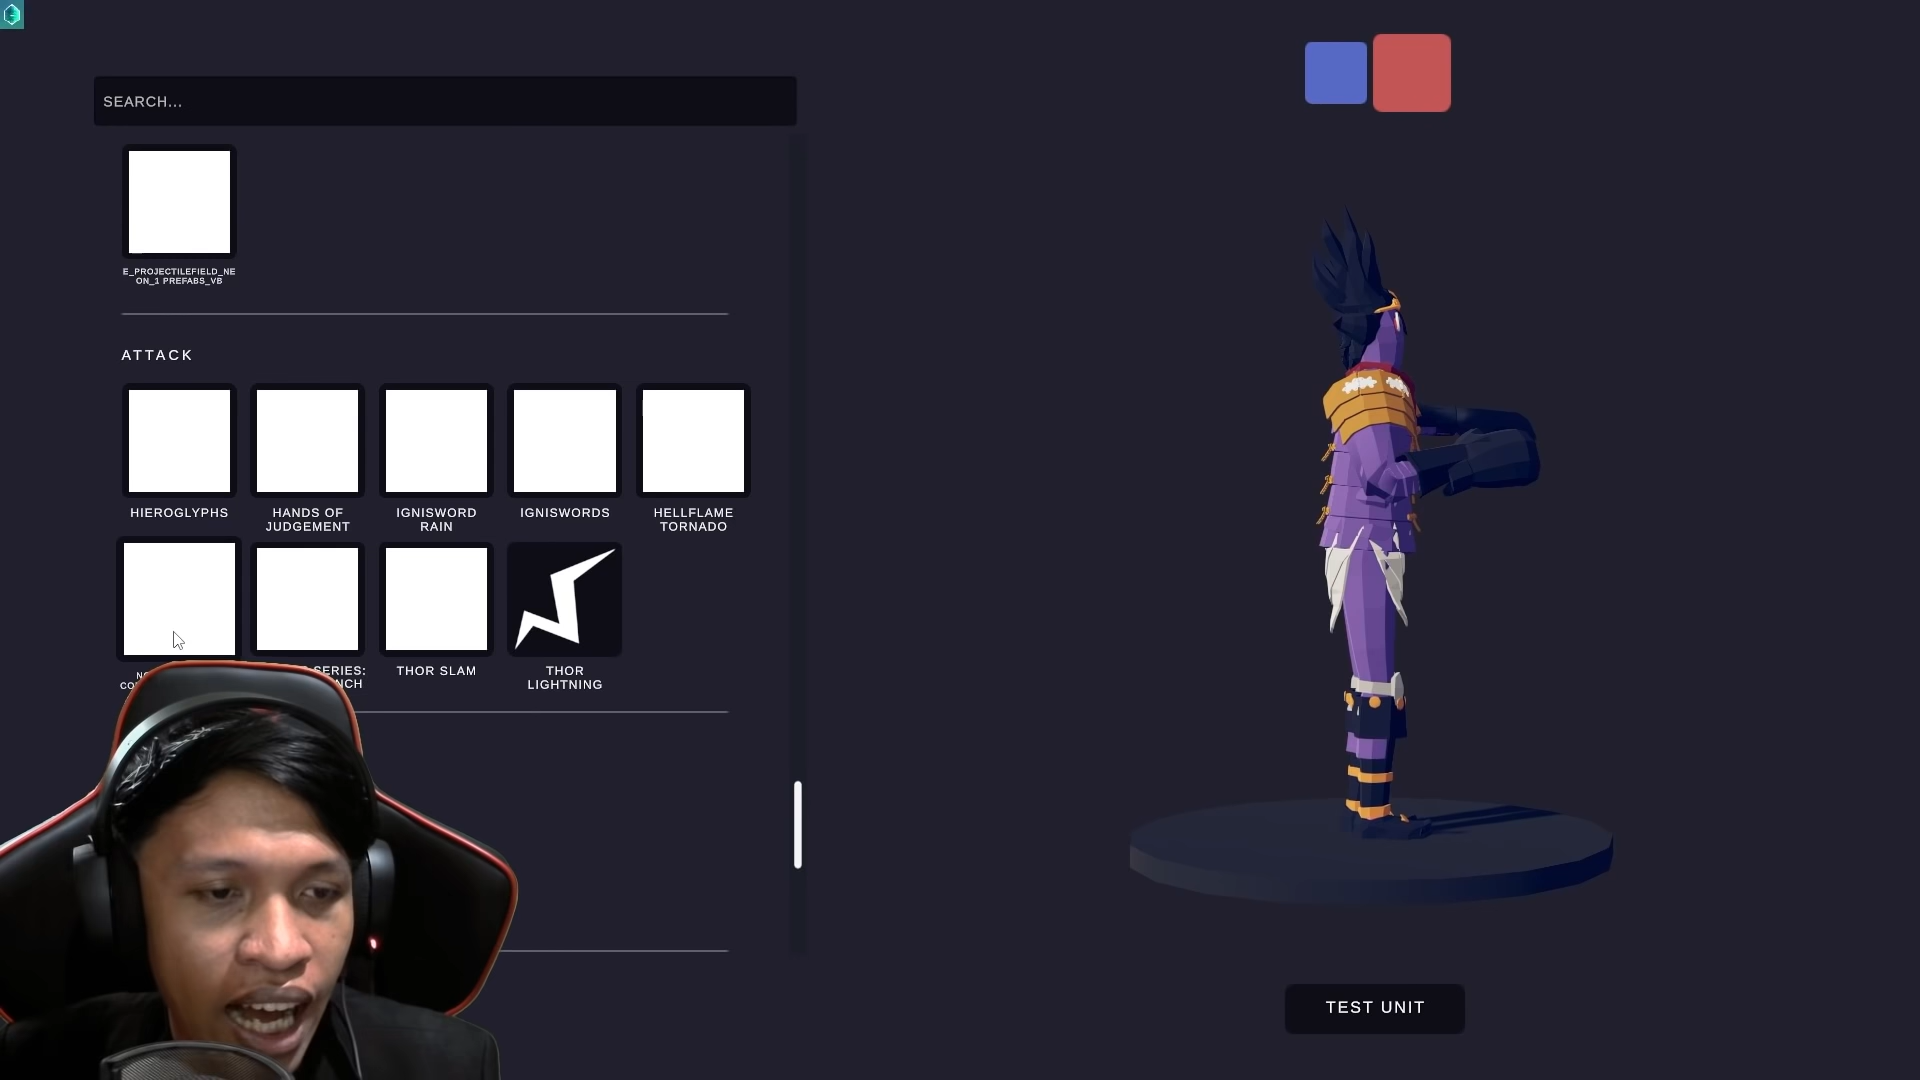 SEARCH...
E_PROJECTILEFIELD_NE
ON_1 PREFABS_VB
ATTACK
HIEROGLYPHS
HANDS OF
JUDGEMENT
IGNISWORD
RAIN
IGNISWORDS
HELLFLAME
TORNADO
SERIES:
THOR SLAM
THOR
LIGHTNING
TEST UNIT